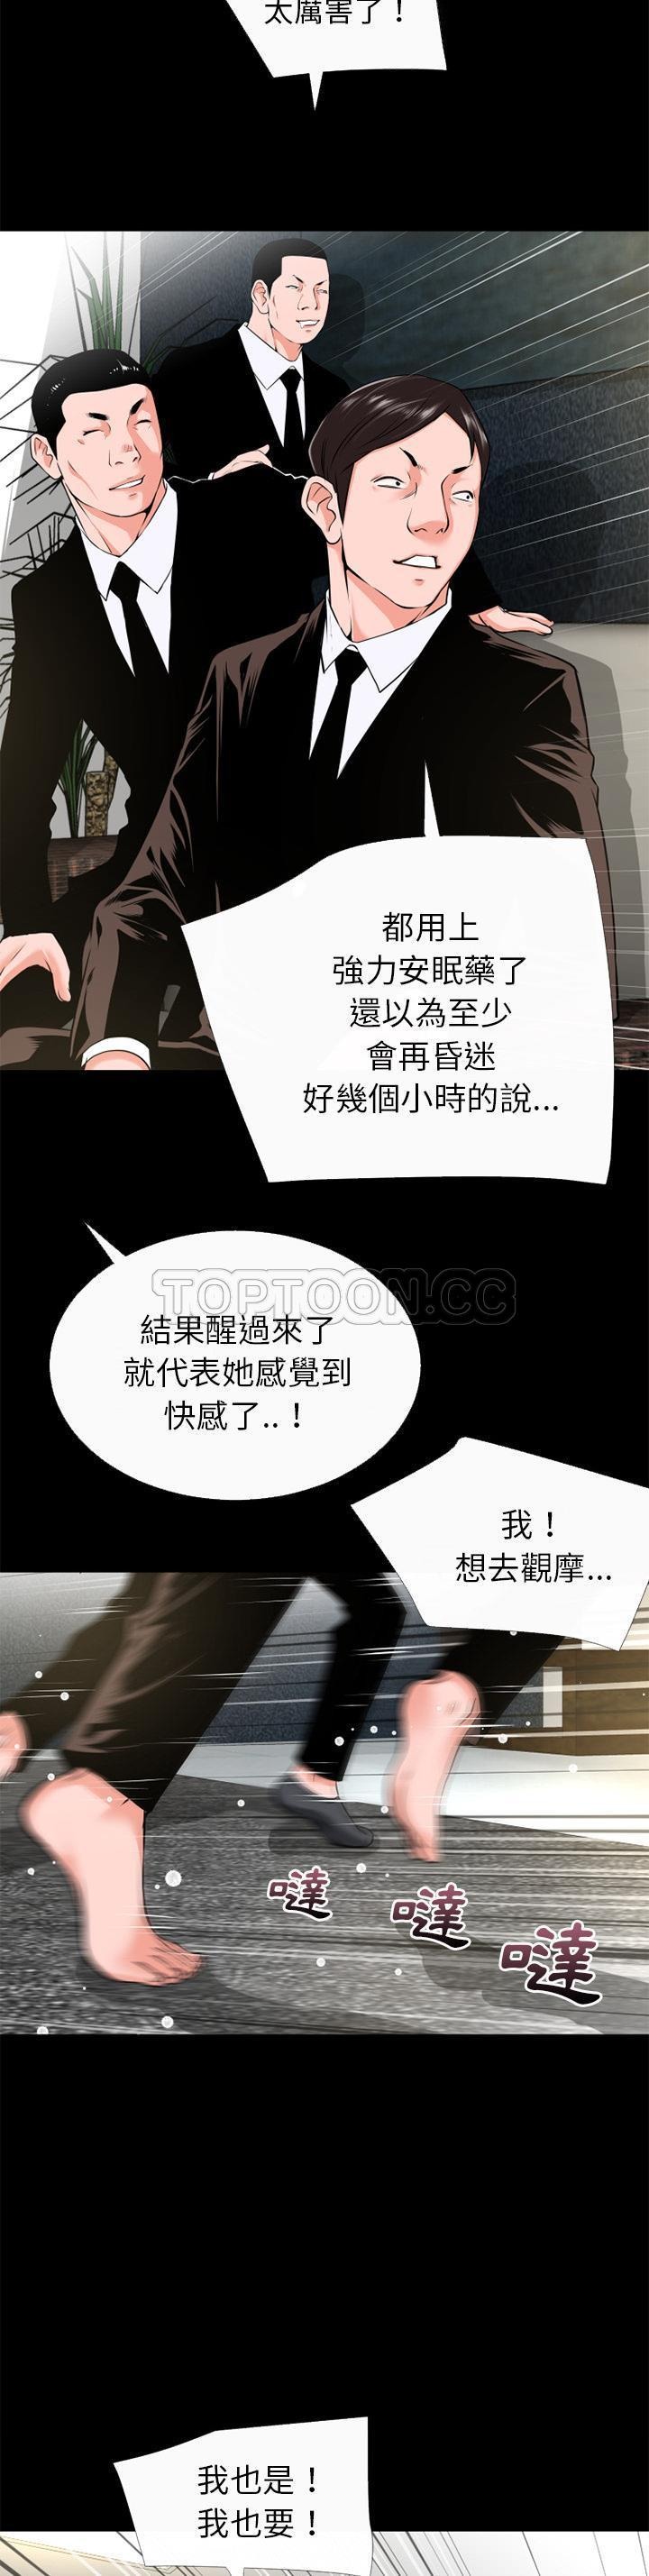 太厲害了！
都用上
強力安眠藥了
還以為至少
會再昏迷
好幾個小時的說...
TOPTOON.CC
結果醒過來了
就代表她感覺到
快感了..！
我！
想去觀摩...
噠
噠
噠
我也是！
我也要！